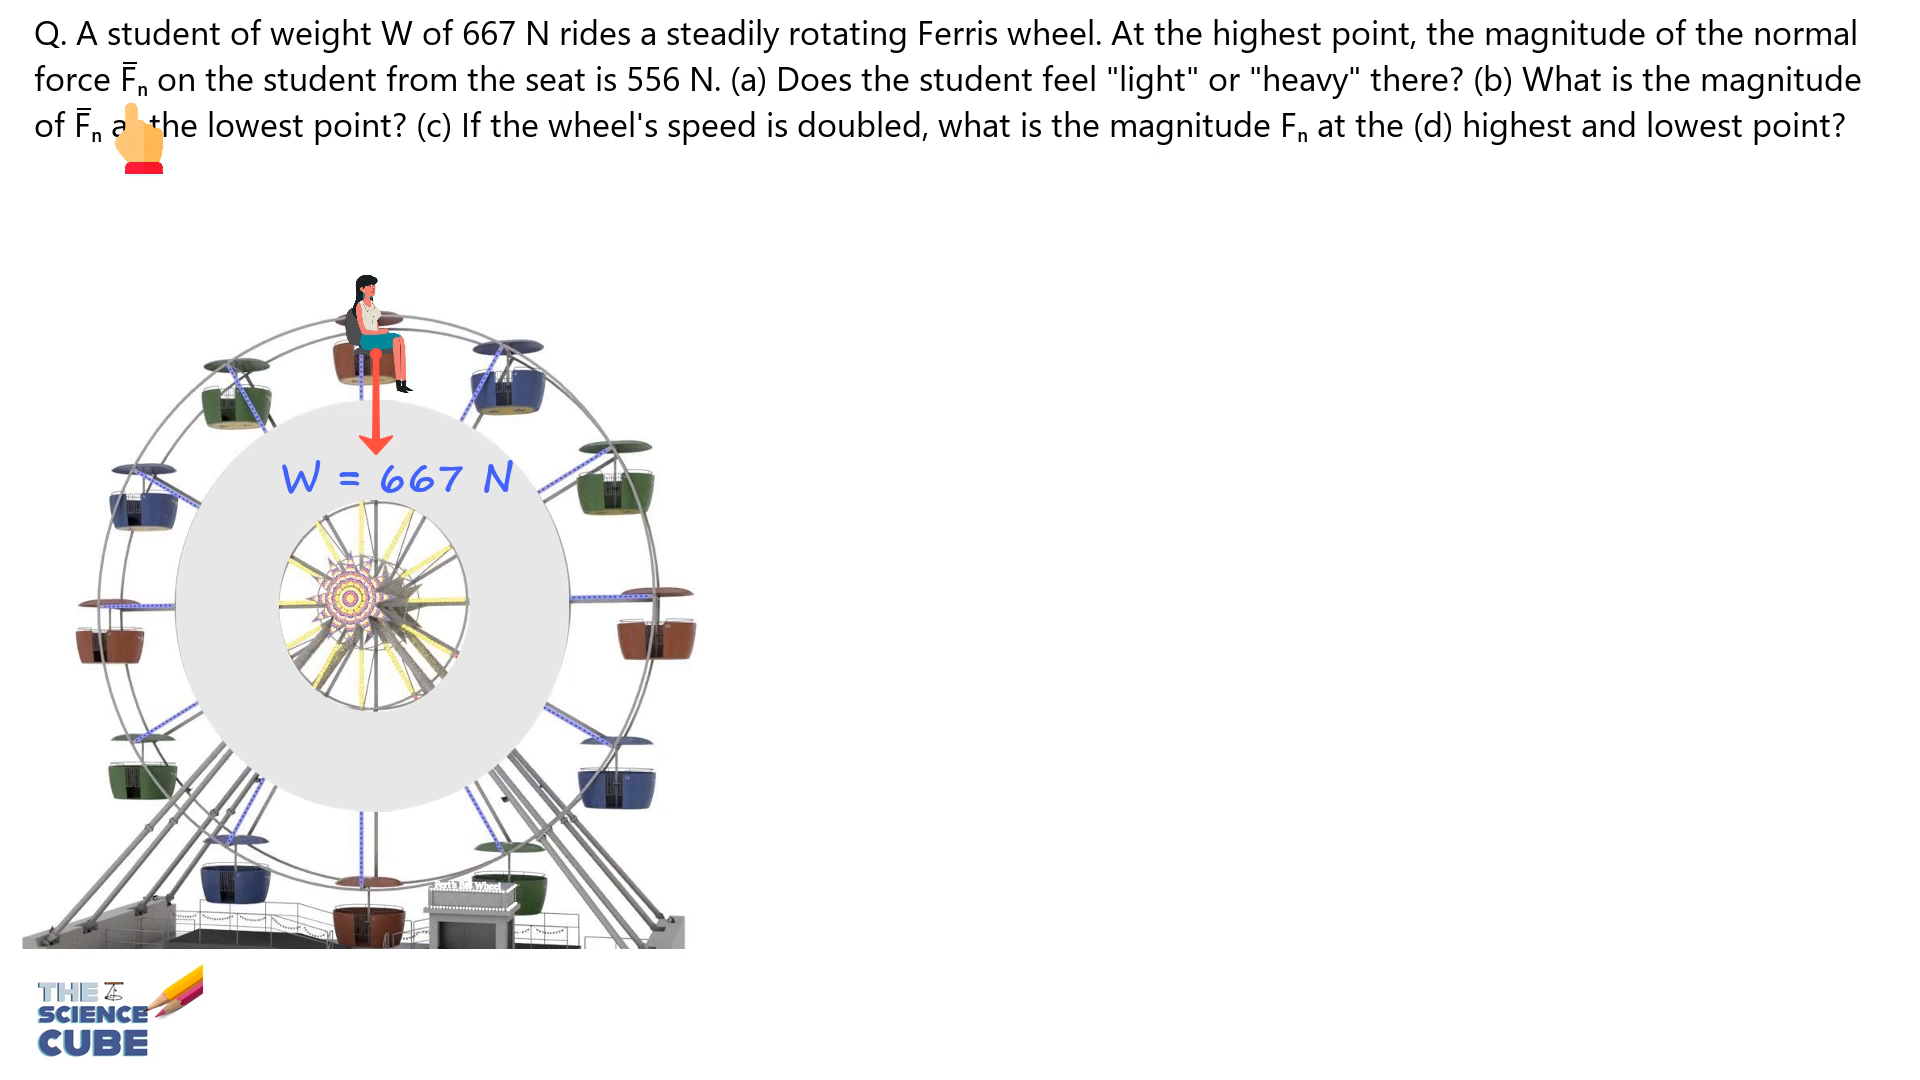 Q. A student of weight W of 667 N rides a steadily rotating Ferris wheel. At the highest point, the magnitude of the normal
force F̅ₙ on the student from the seat is 556 N. (a) Does the student feel "light" or "heavy" there? (b) What is the magnitude
of F̅ₙ the lowest point? (c) If the wheel's speed is doubled, what is the magnitude Fₙ at the (d) highest and lowest point?
W = 667 N
THE
SCIENCE
CUBE